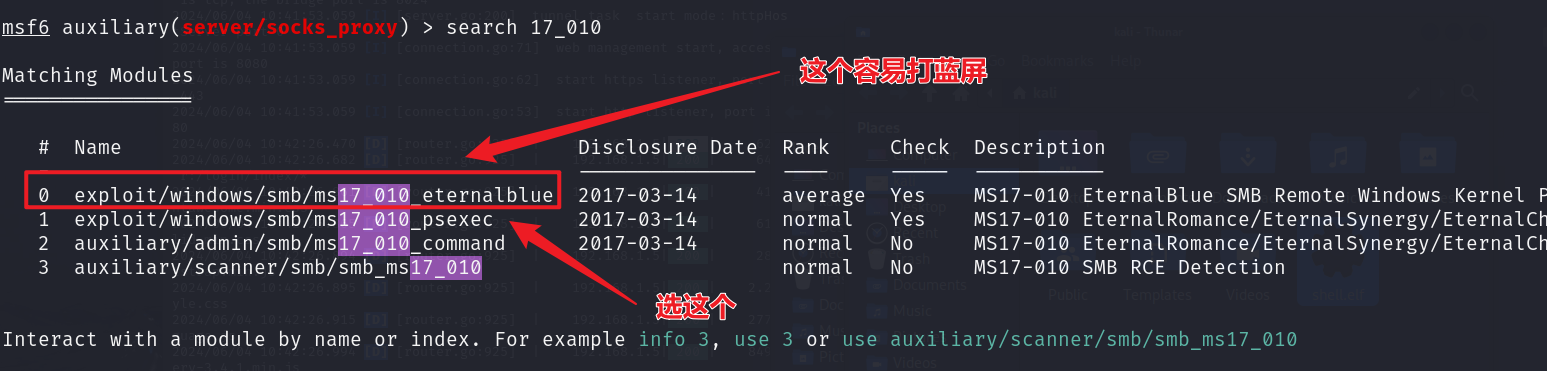 msf6 auxiliary(server/socks_proxy) > search 17_010
Matching Modules
================
这个容易打蓝屏
# Name Disclosure Date Rank Check Description
0 exploit/windows/smb/ms17_010_eternalblue 2017-03-14 average Yes MS17-010 EternalBlue SMB Remote Windows Kernel P
1 exploit/windows/smb/ms17_010_psexec 2017-03-14 normal Yes MS17-010 EternalRomance/EternalSynergy/EternalCh
2 auxiliary/admin/smb/ms17_010_command 2017-03-14 normal No MS17-010 EternalRomance/EternalSynergy/EternalCh
3 auxiliary/scanner/smb/smb_ms17_010 normal No MS17-010 SMB RCE Detection
选这个
Interact with a module by name or index. For example info 3, use 3 or use auxiliary/scanner/smb/smb_ms17_010